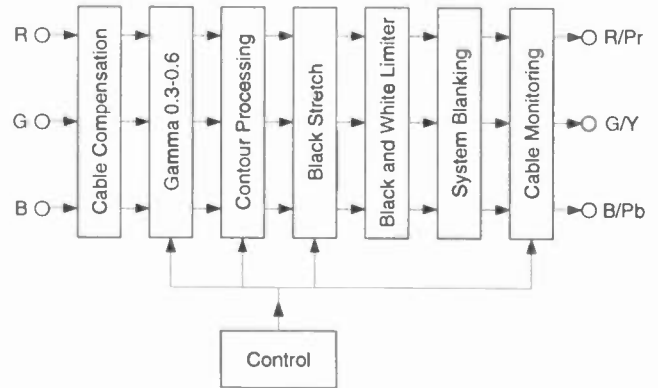 R
G
B
Cable Compensation
Gamma 0.3-0.6
Contour Processing
Black Stretch
Black and White Limiter
System Blanking
Cable Monitoring
R/Pr
G/Y
B/Pb
Control